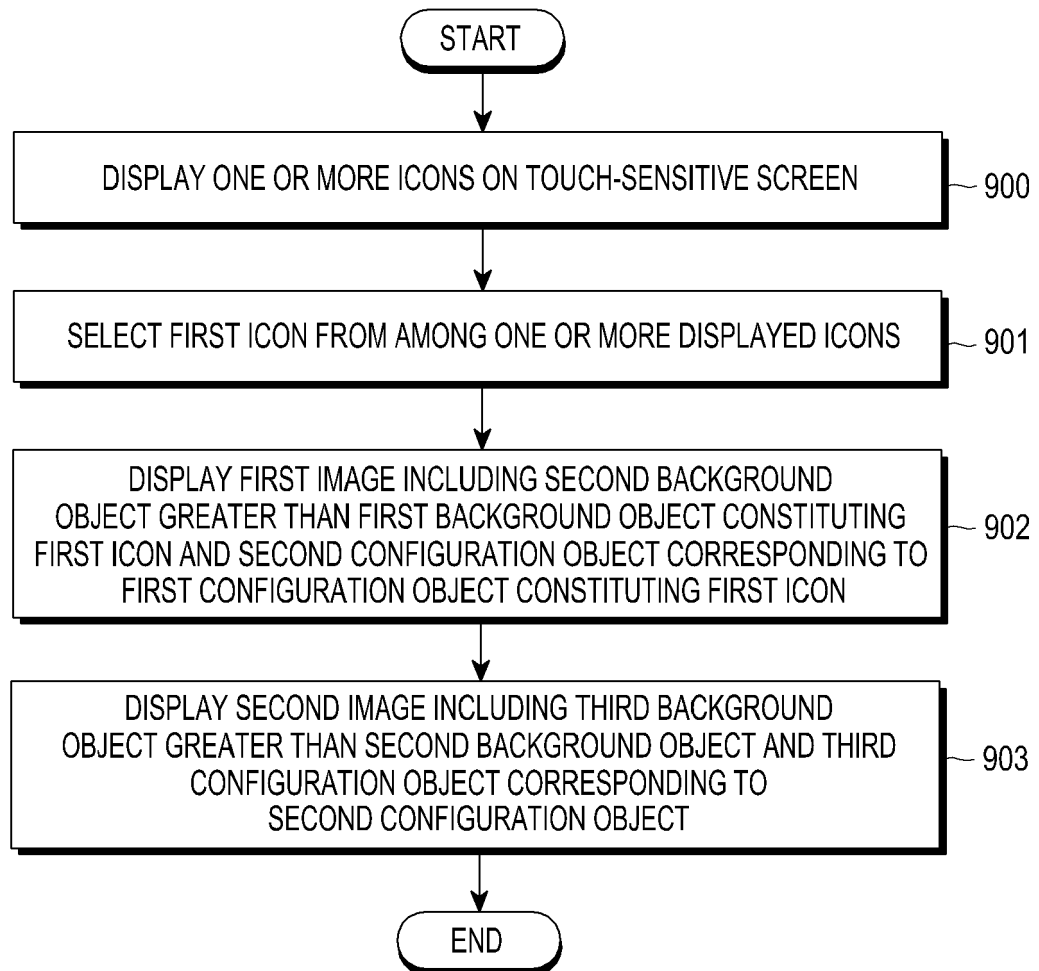 START
DISPLAY ONE OR MORE ICONS ON TOUCH-SENSITIVE SCREEN
900
SELECT FIRST ICON FROM AMONG ONE OR MORE DISPLAYED ICONS
901
DISPLAY FIRST IMAGE INCLUDING SECOND BACKGROUND
OBJECT GREATER THAN FIRST BACKGROUND OBJECT CONSTITUTING
FIRST ICON AND SECOND CONFIGURATION OBJECT CORRESPONDING TO
FIRST CONFIGURATION OBJECT CONSTITUTING FIRST ICON
902
DISPLAY SECOND IMAGE INCLUDING THIRD BACKGROUND
OBJECT GREATER THAN SECOND BACKGROUND OBJECT AND THIRD
CONFIGURATION OBJECT CORRESPONDING TO
SECOND CONFIGURATION OBJECT
903
END